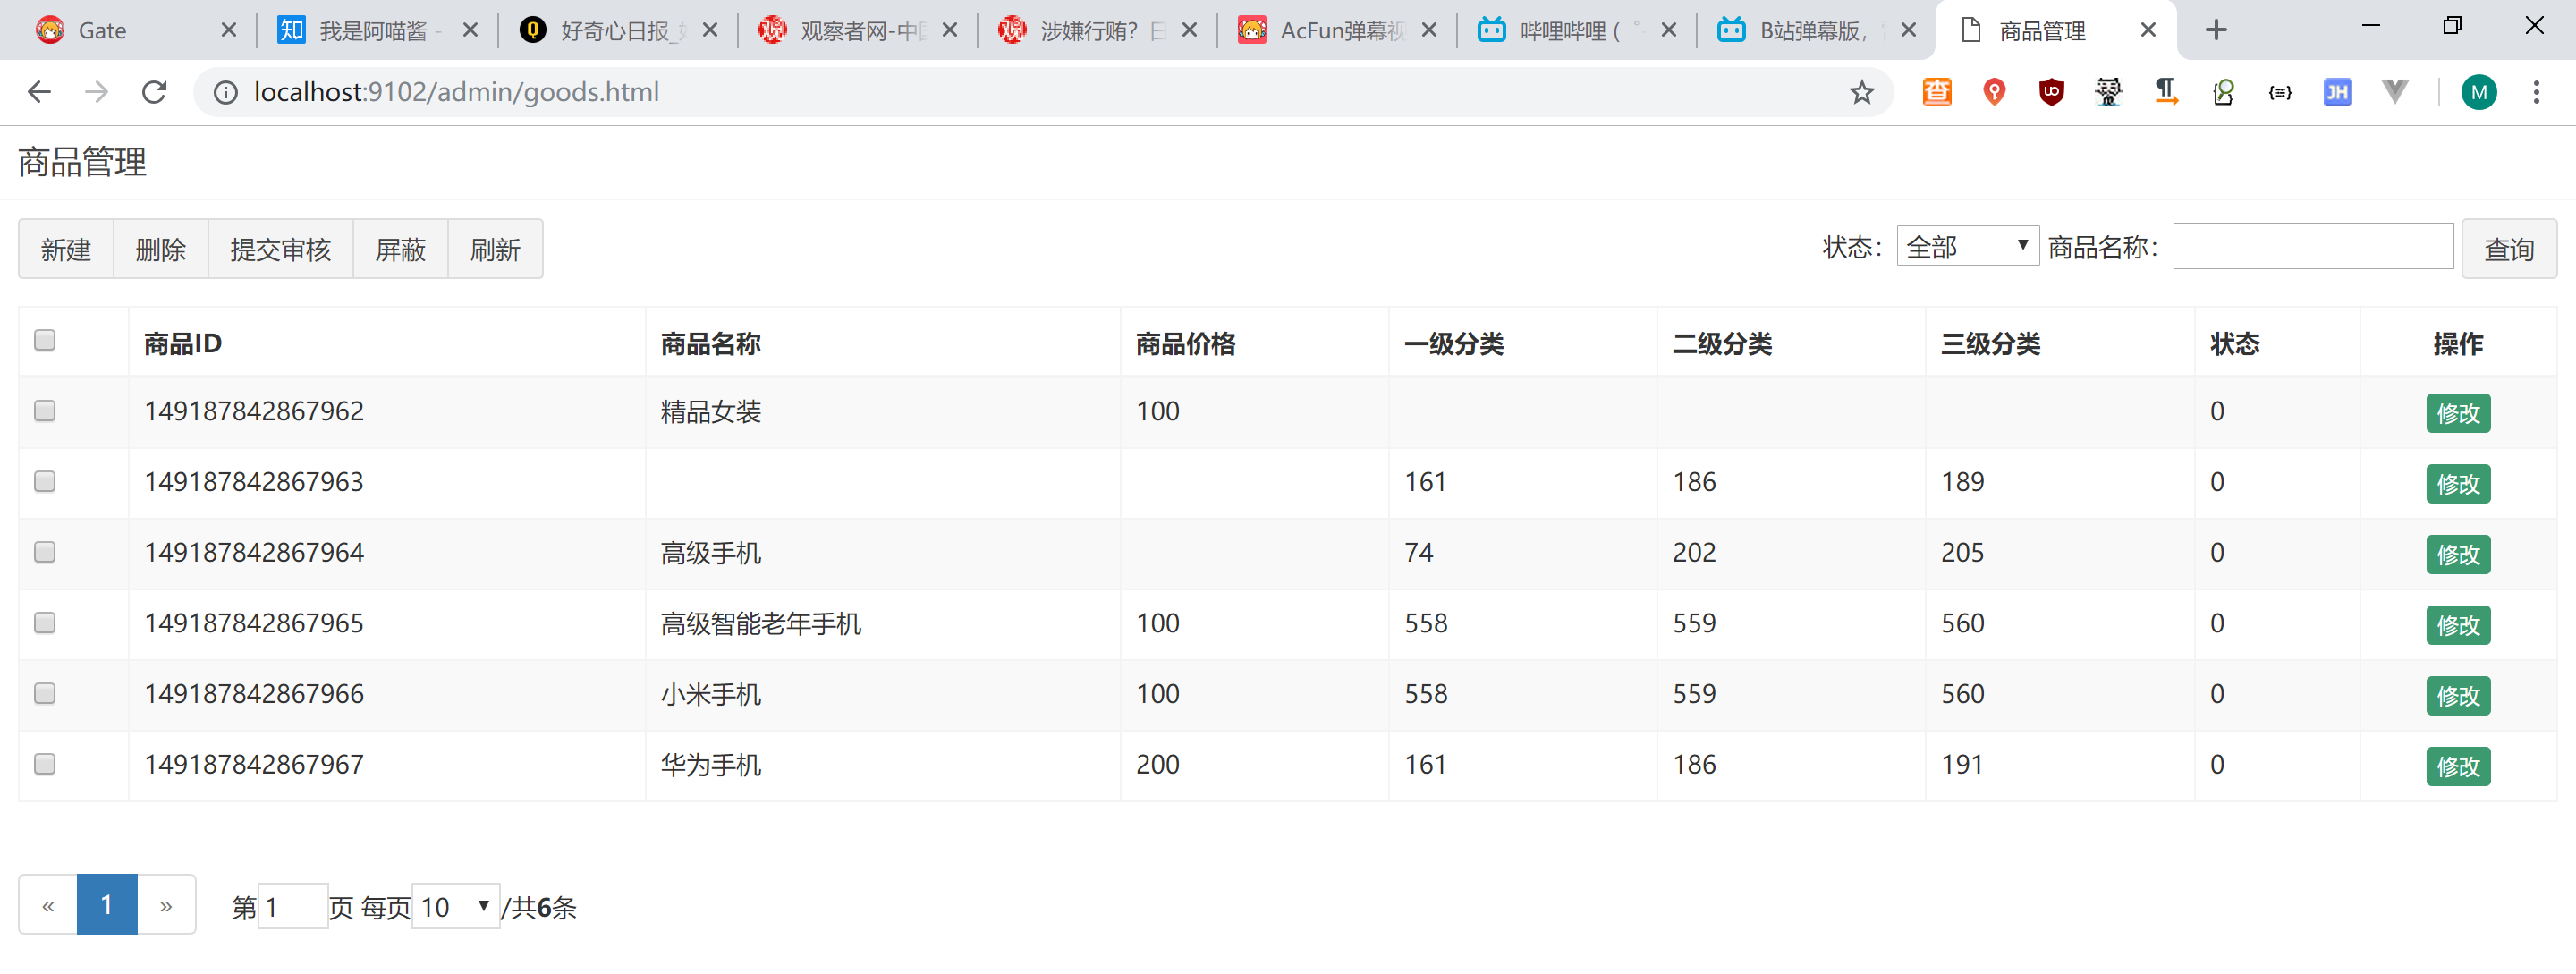 Gate 我是阿喵酱 - 好奇心日报_ 观察者网-中国 涉嫌行贿？日 AcFun弹幕视 哔哩哔哩 ( ゜ B站弹幕版， 商品管理
localhost:9102/admin/goods.html M
商品管理
新建 删除 提交审核 屏蔽 刷新 状态： 全部 商品名称： 查询
商品ID 商品名称 商品价格 一级分类 二级分类 三级分类 状态 操作
149187842867962 精品女装 100 0 修改
149187842867963 161 186 189 0 修改
149187842867964 高级手机 74 202 205 0 修改
149187842867965 高级智能老年手机 100 558 559 560 0 修改
149187842867966 小米手机 100 558 559 560 0 修改
149187842867967 华为手机 200 161 186 191 0 修改
« 1 » 第 1 页 每页 10 /共6条